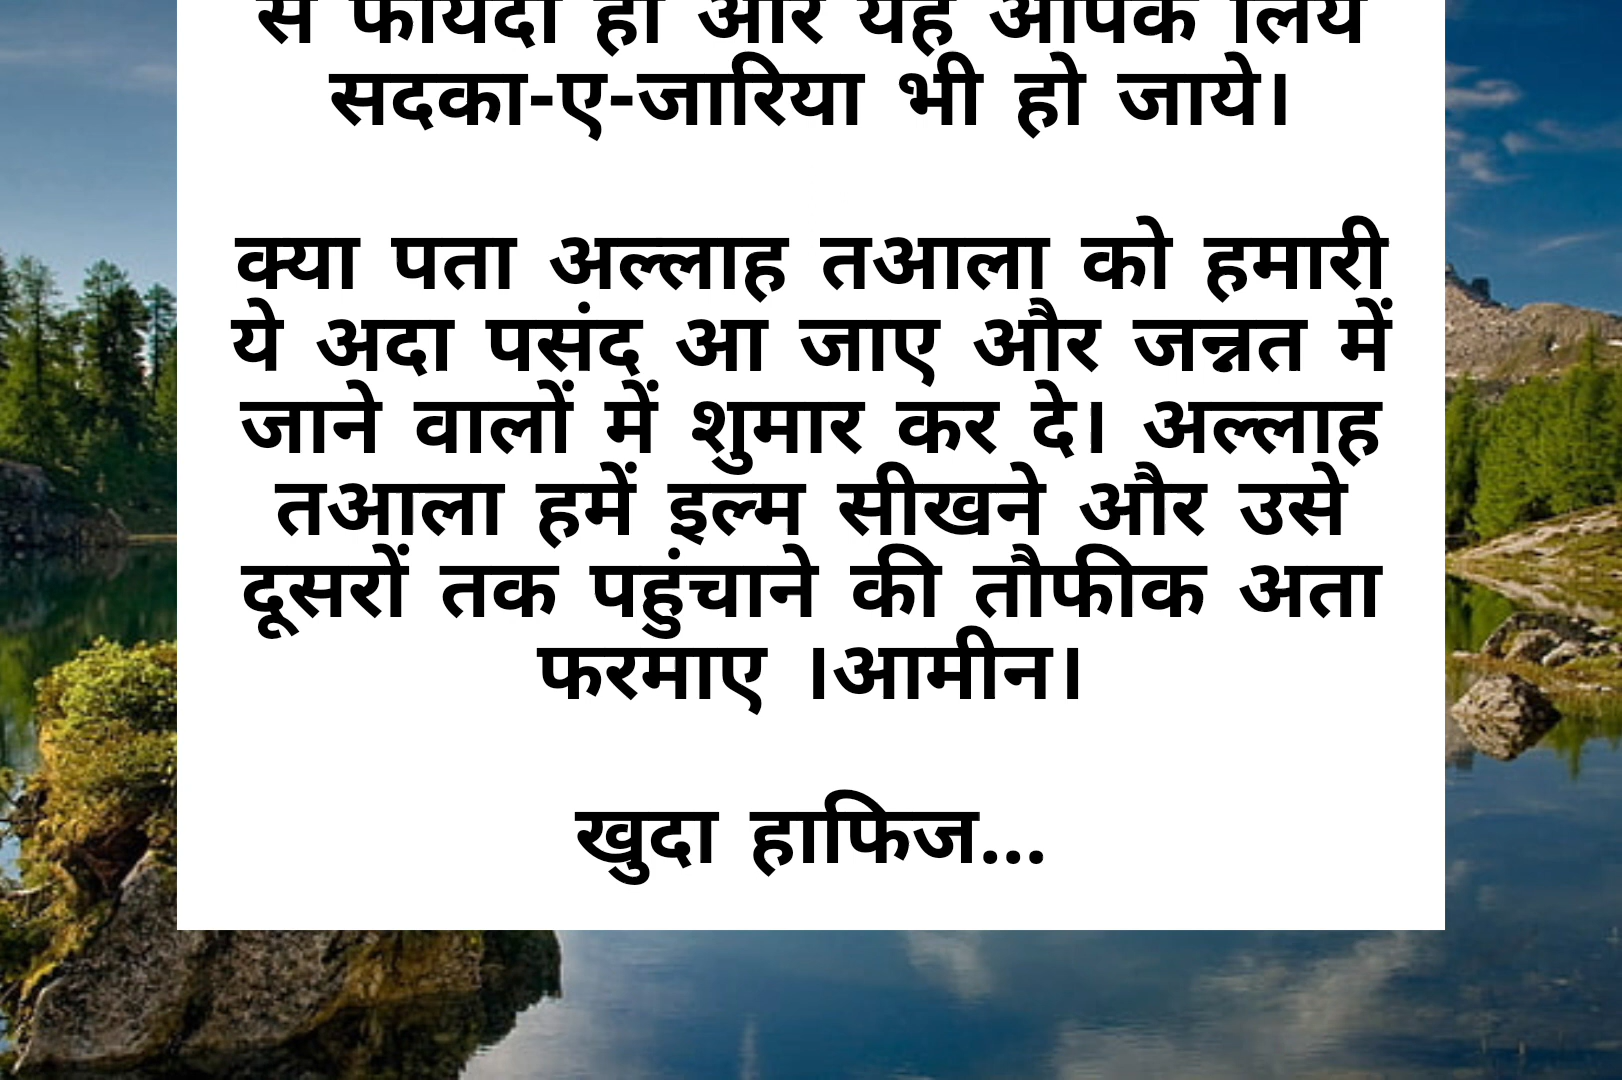 से फायदा हो और यह आपके लिये
सदका-ए-जारिया भी हो जाये।
क्या पता अल्लाह तआला को हमारी
ये अदा पसंद आ जाए और जन्नत में
जाने वालों में शुमार कर दे। अल्लाह
तआला हमें इल्म सीखने और उसे
दूसरों तक पहुंचाने की तौफीक अता
फरमाए ।आमीन।
खुदा हाफिज...